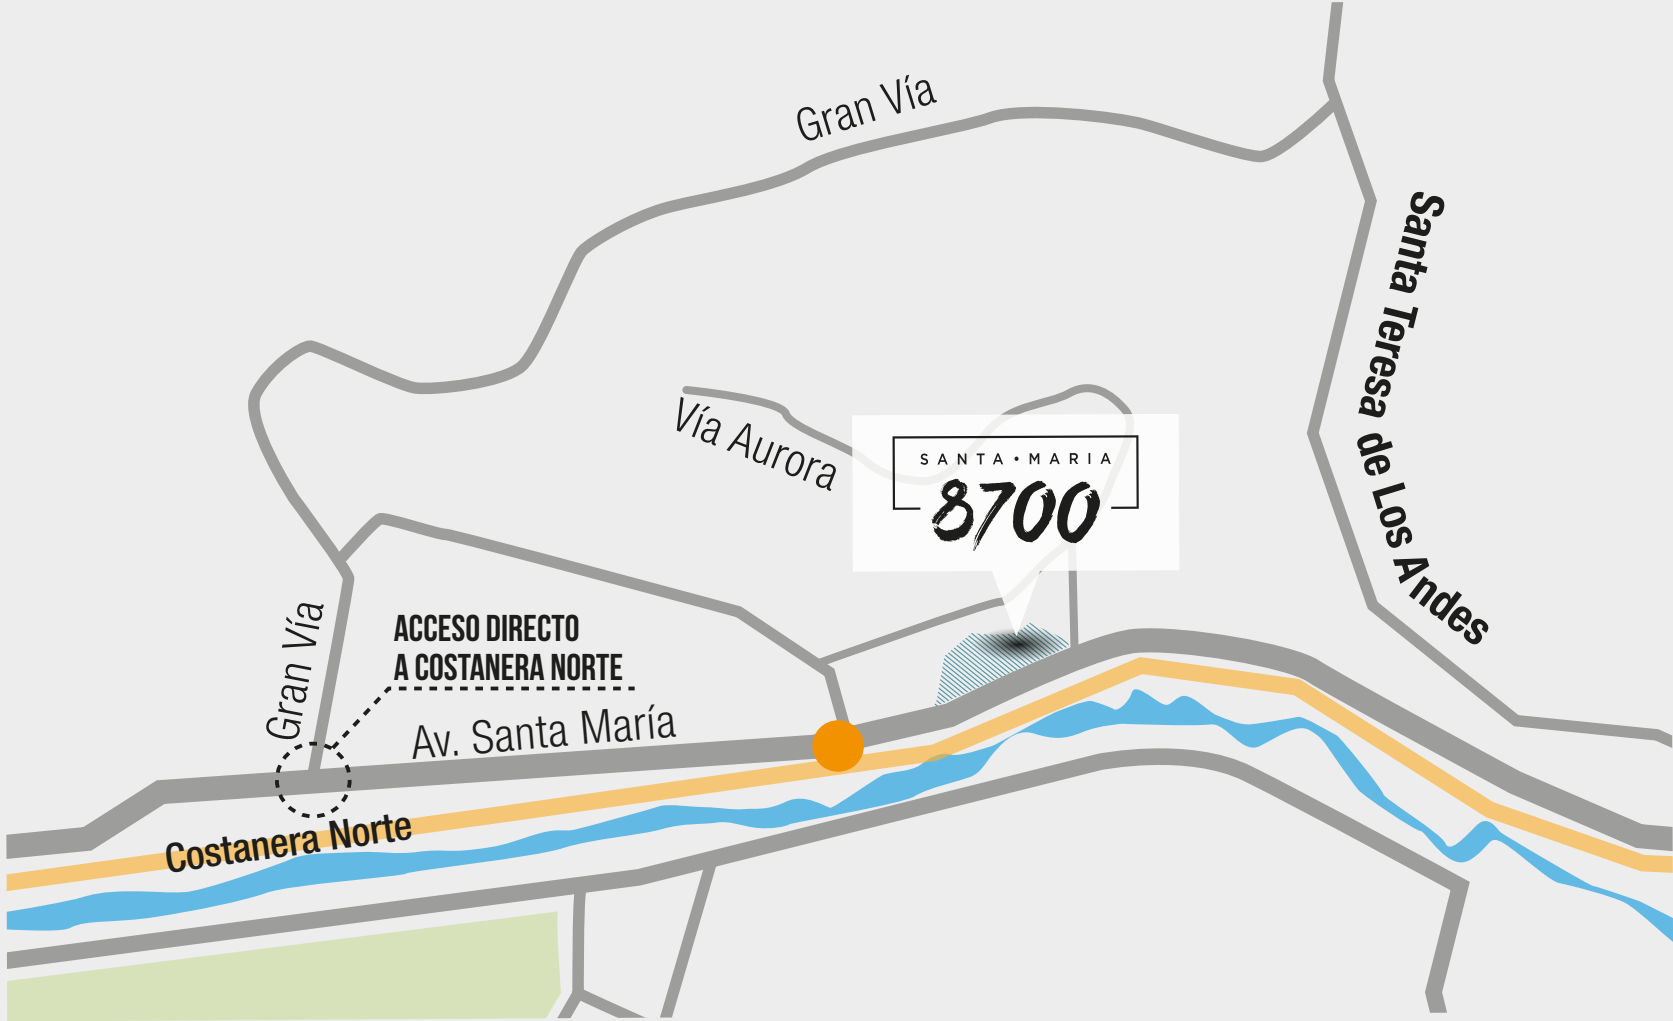 Gran Vía
Santa Teresa de Los Andes
Vía Aurora
SANTA•MARIA
8700
Gran Vía
ACCESO DIRECTO
A COSTANERA NORTE
Av. Santa María
Costanera Norte